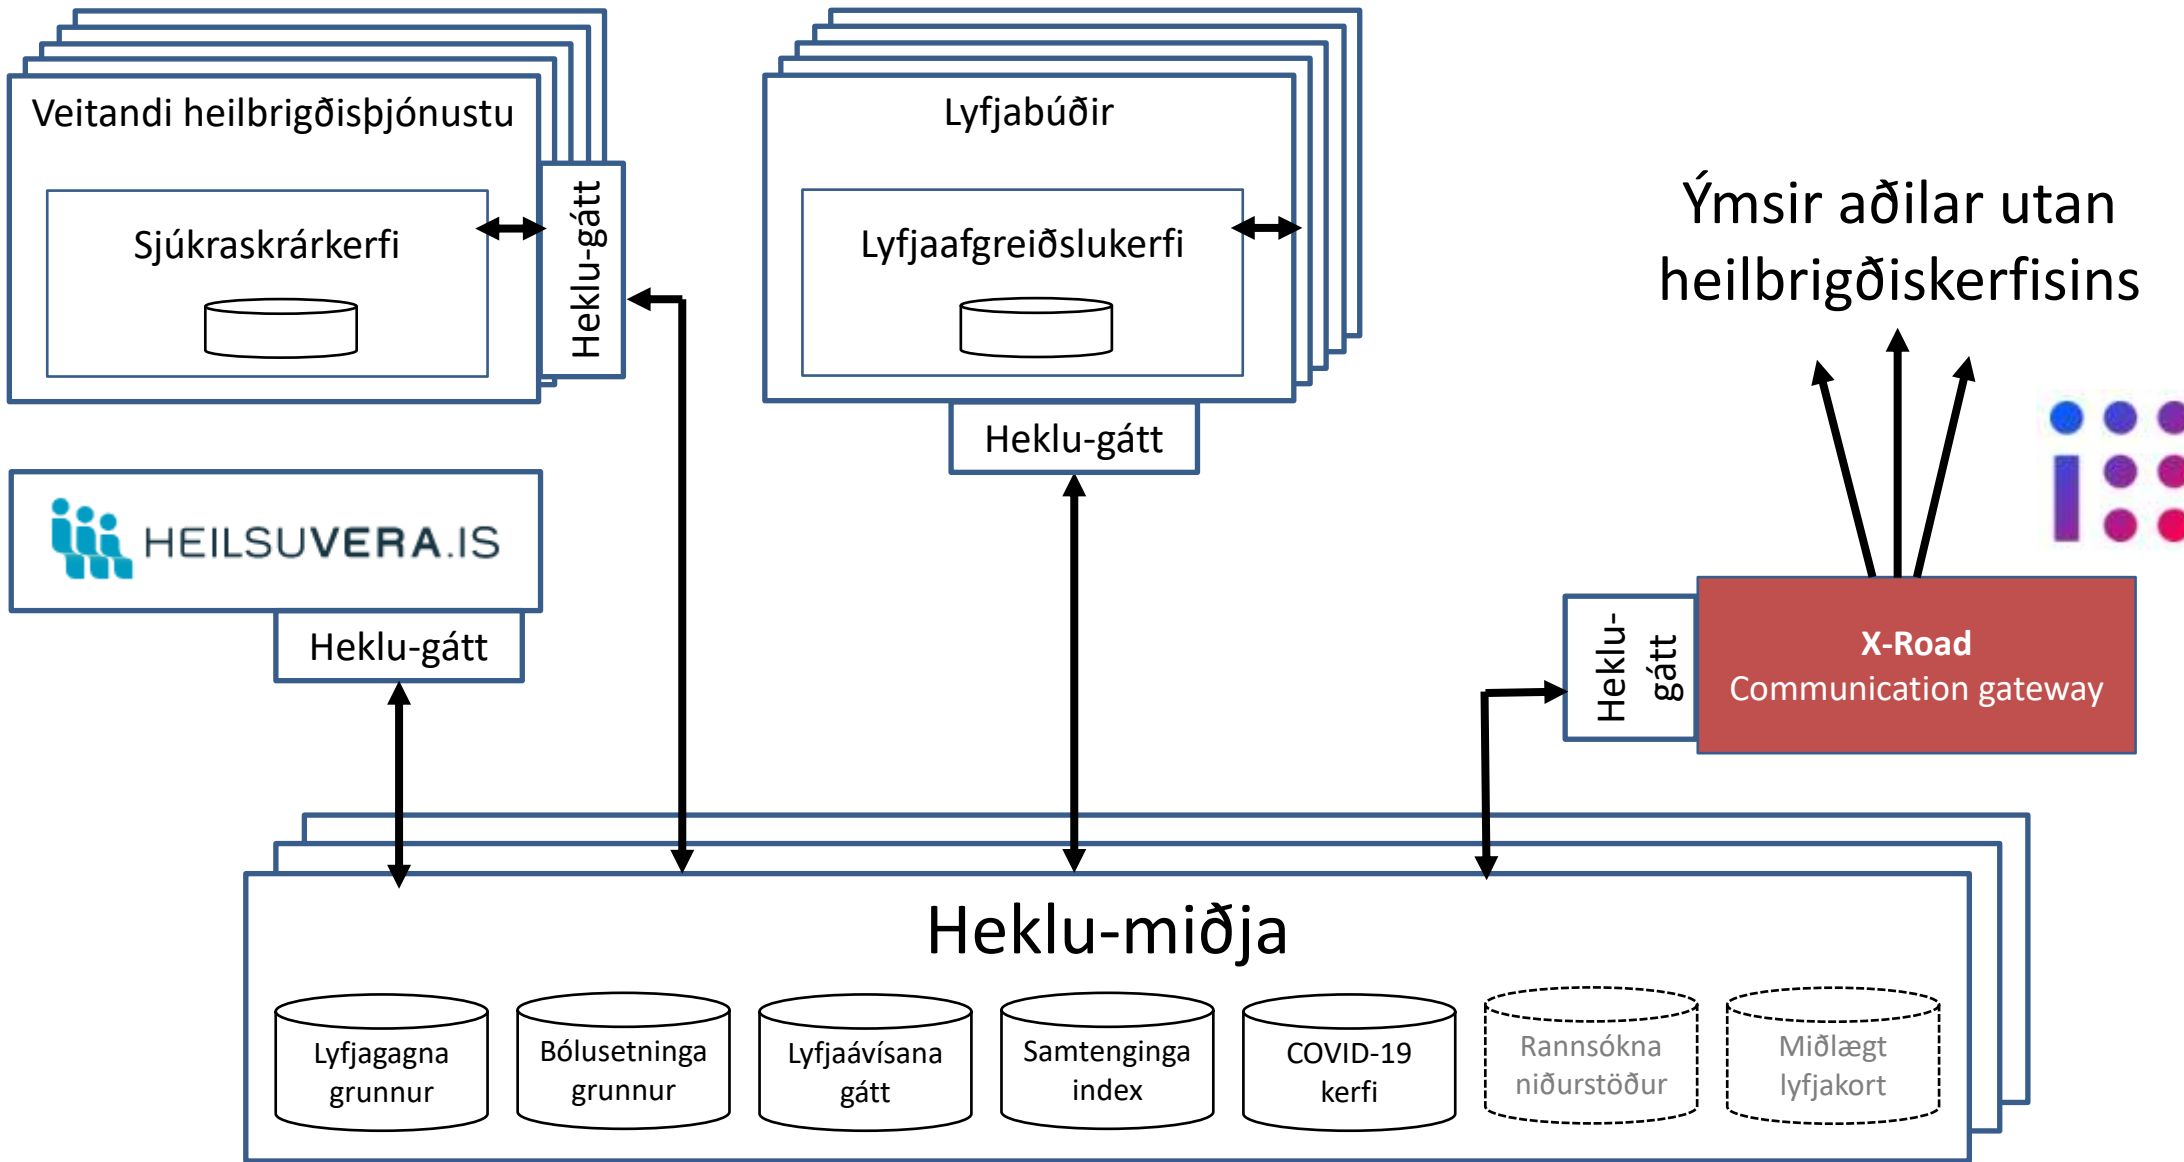 Veitandi heilbrigðisþjónustu
Sjúkraskrárkerfi
Heklu-gátt
Lyfjabúðir
Lyfjaafgreiðslukerfi
Heklu-gátt
Ýmsir aðilar utan
heilbrigðiskerfisins
HEILSUVERA.IS
Heklu-gátt
Heklu-
gátt
X-Road
Communication gateway
Heklu-miðja
Lyfjagagna
grunnur
Bólusetninga
grunnur
Lyfjaávísana
gátt
Samtenginga
index
COVID-19
kerfi
Rannsókna
niðurstöður
Miðlægt
lyfjakort